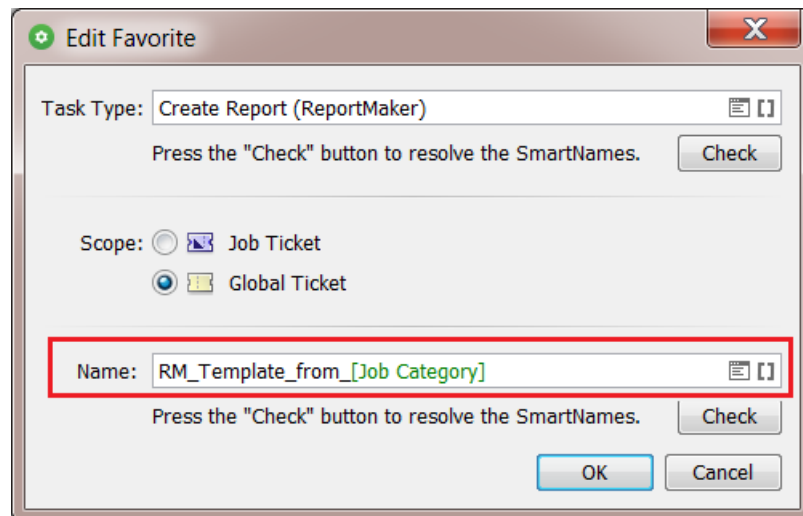 Edit Favorite
Task Type: Create Report (ReportMaker)
Press the "Check" button to resolve the SmartNames. Check
Scope: Job Ticket
Global Ticket
Name: RM_Template_from_[Job Category]
Press the "Check" button to resolve the SmartNames. Check
OK Cancel